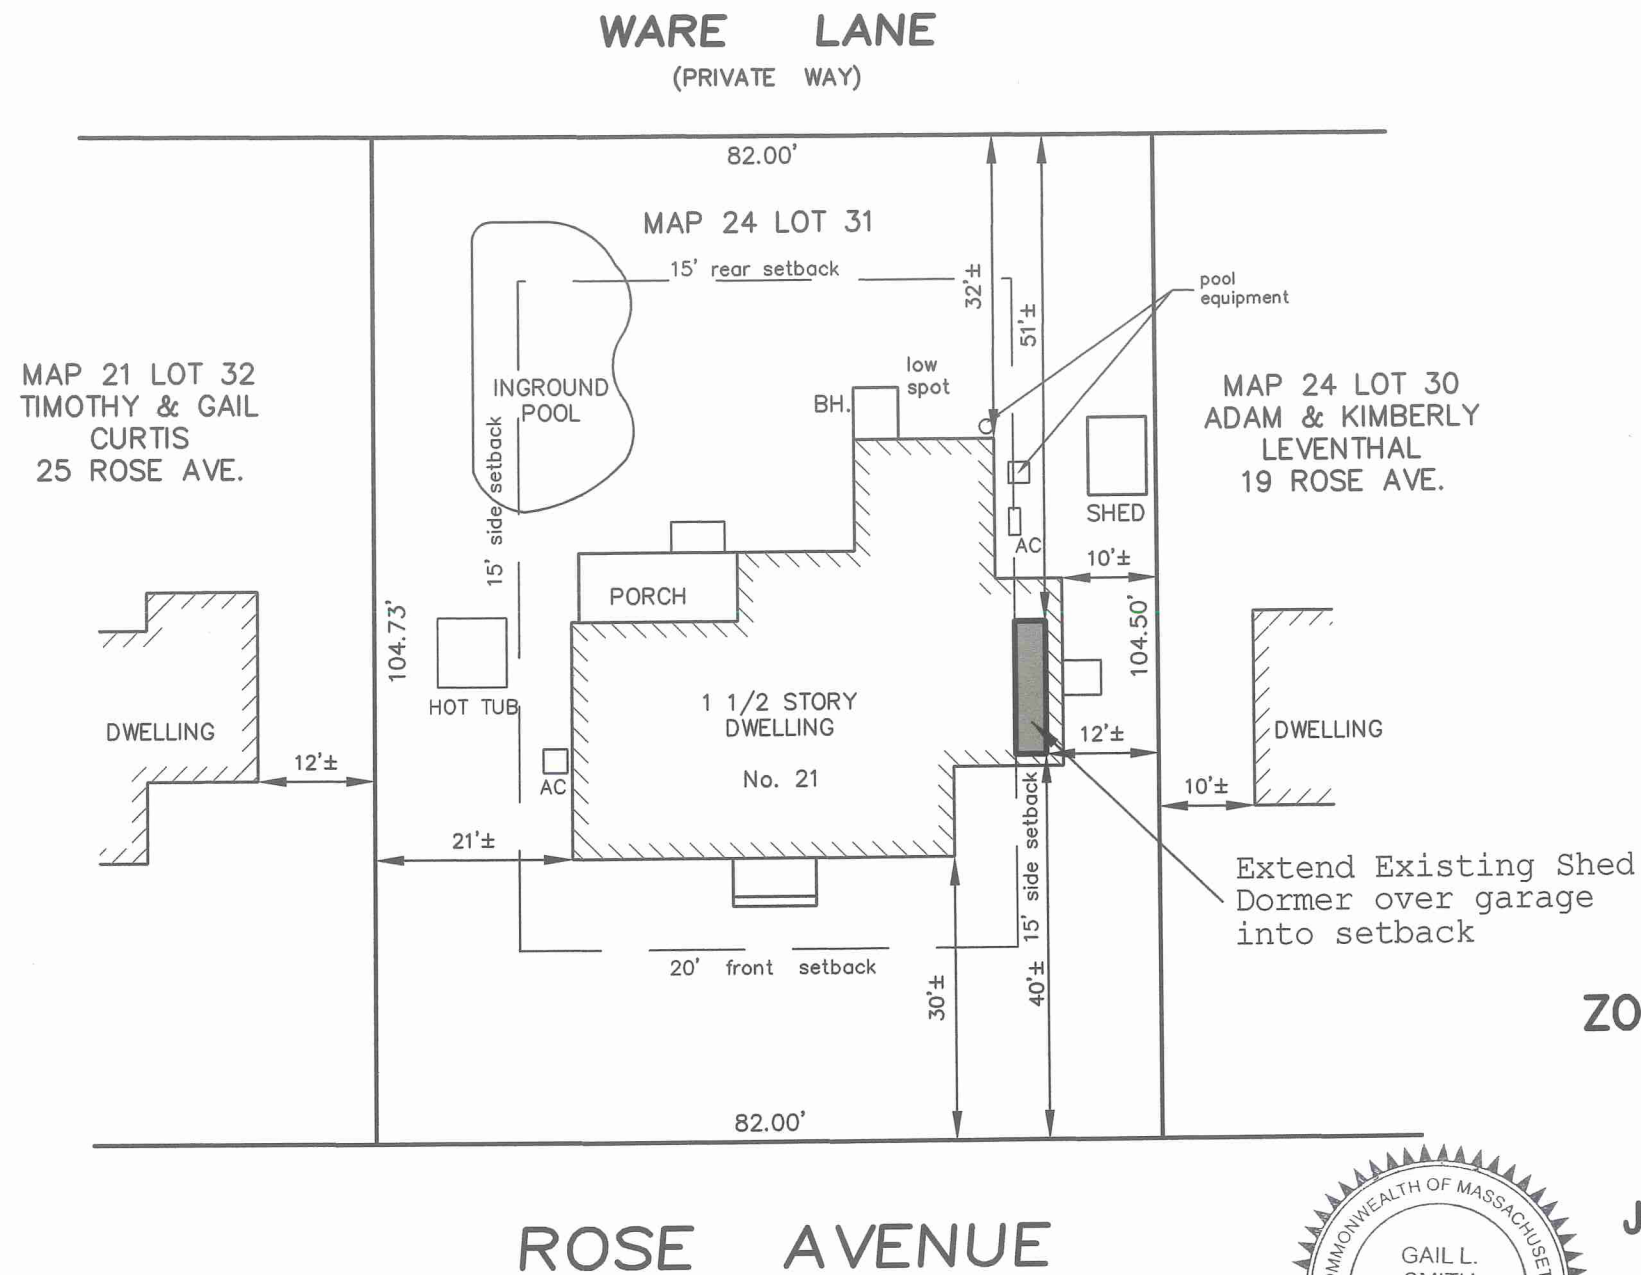 WARE LANE
(PRIVATE WAY)
82.00'
MAP 24 LOT 31
15' rear setback
32'±
51'±
pool
equipment
MAP 21 LOT 32
TIMOTHY & GAIL
CURTIS
25 ROSE AVE.
INGROUND
POOL
15' side setback
low
spot
BH.
MAP 24 LOT 30
ADAM & KIMBERLY
LEVENTHAL
19 ROSE AVE.
SHED
AC
10'±
PORCH
104.73'
104.50'
HOT TUB
1 1/2 STORY
DWELLING
No. 21
DWELLING
12'±
AC
12'±
DWELLING
10'±
21'±
15' side setback
Extend Existing Shed
Dormer over garage
into setback
20' front setback
30'±
40'±
ZO
82.00'
ROSE AVENUE
COMMONWEALTH OF MASSACHUSET
GAIL L.
SMITH
J